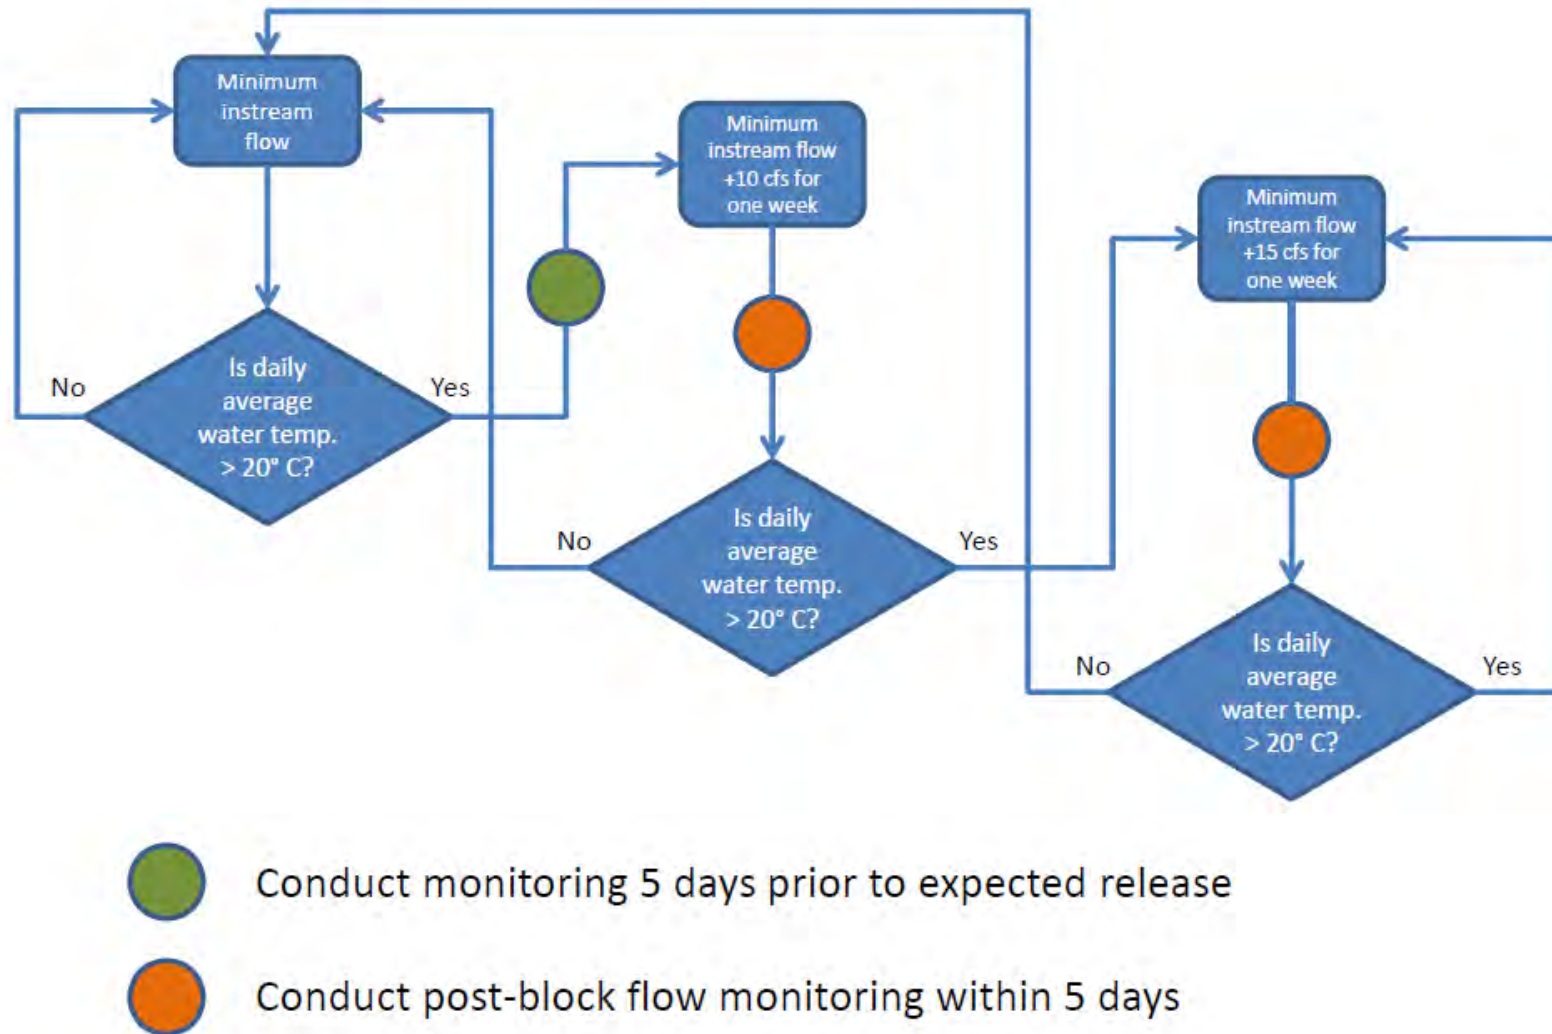 Minimum
instream
flow
Is daily
average
water temp.
> 20° C?
No
Yes
Minimum
instream flow
+10 cfs for
one week
Is daily
average
water temp.
> 20° C?
No
Yes
Minimum
instream flow
+15 cfs for
one week
Is daily
average
water temp.
> 20° C?
No
Yes
Conduct monitoring 5 days prior to expected release
Conduct post-block flow monitoring within 5 days